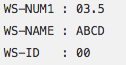 WS-NUM1 : 03.5
WS-NAME : ABCD
WS-ID   : 00